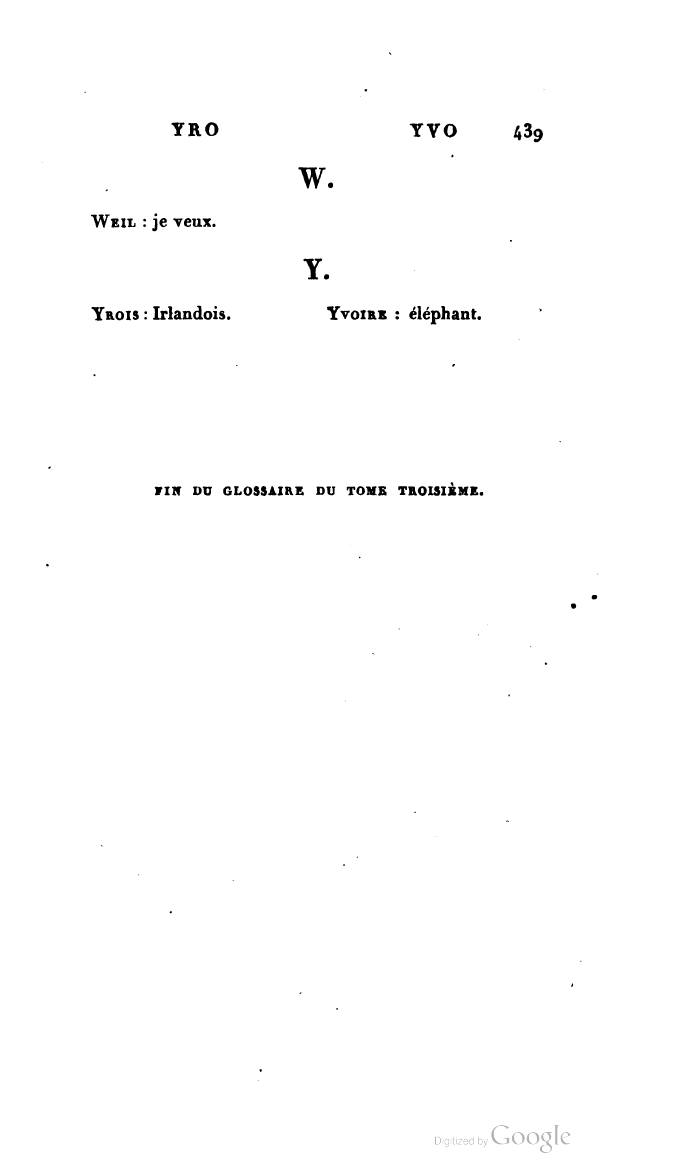 YRO YVO 439
W.
WEIL : je veux.
Y.
YROIS : Irlandois. YVOIRE : éléphant.
FIN DU GLOSSAIRE DU TOME TROISIÈME.
Digitized by Google